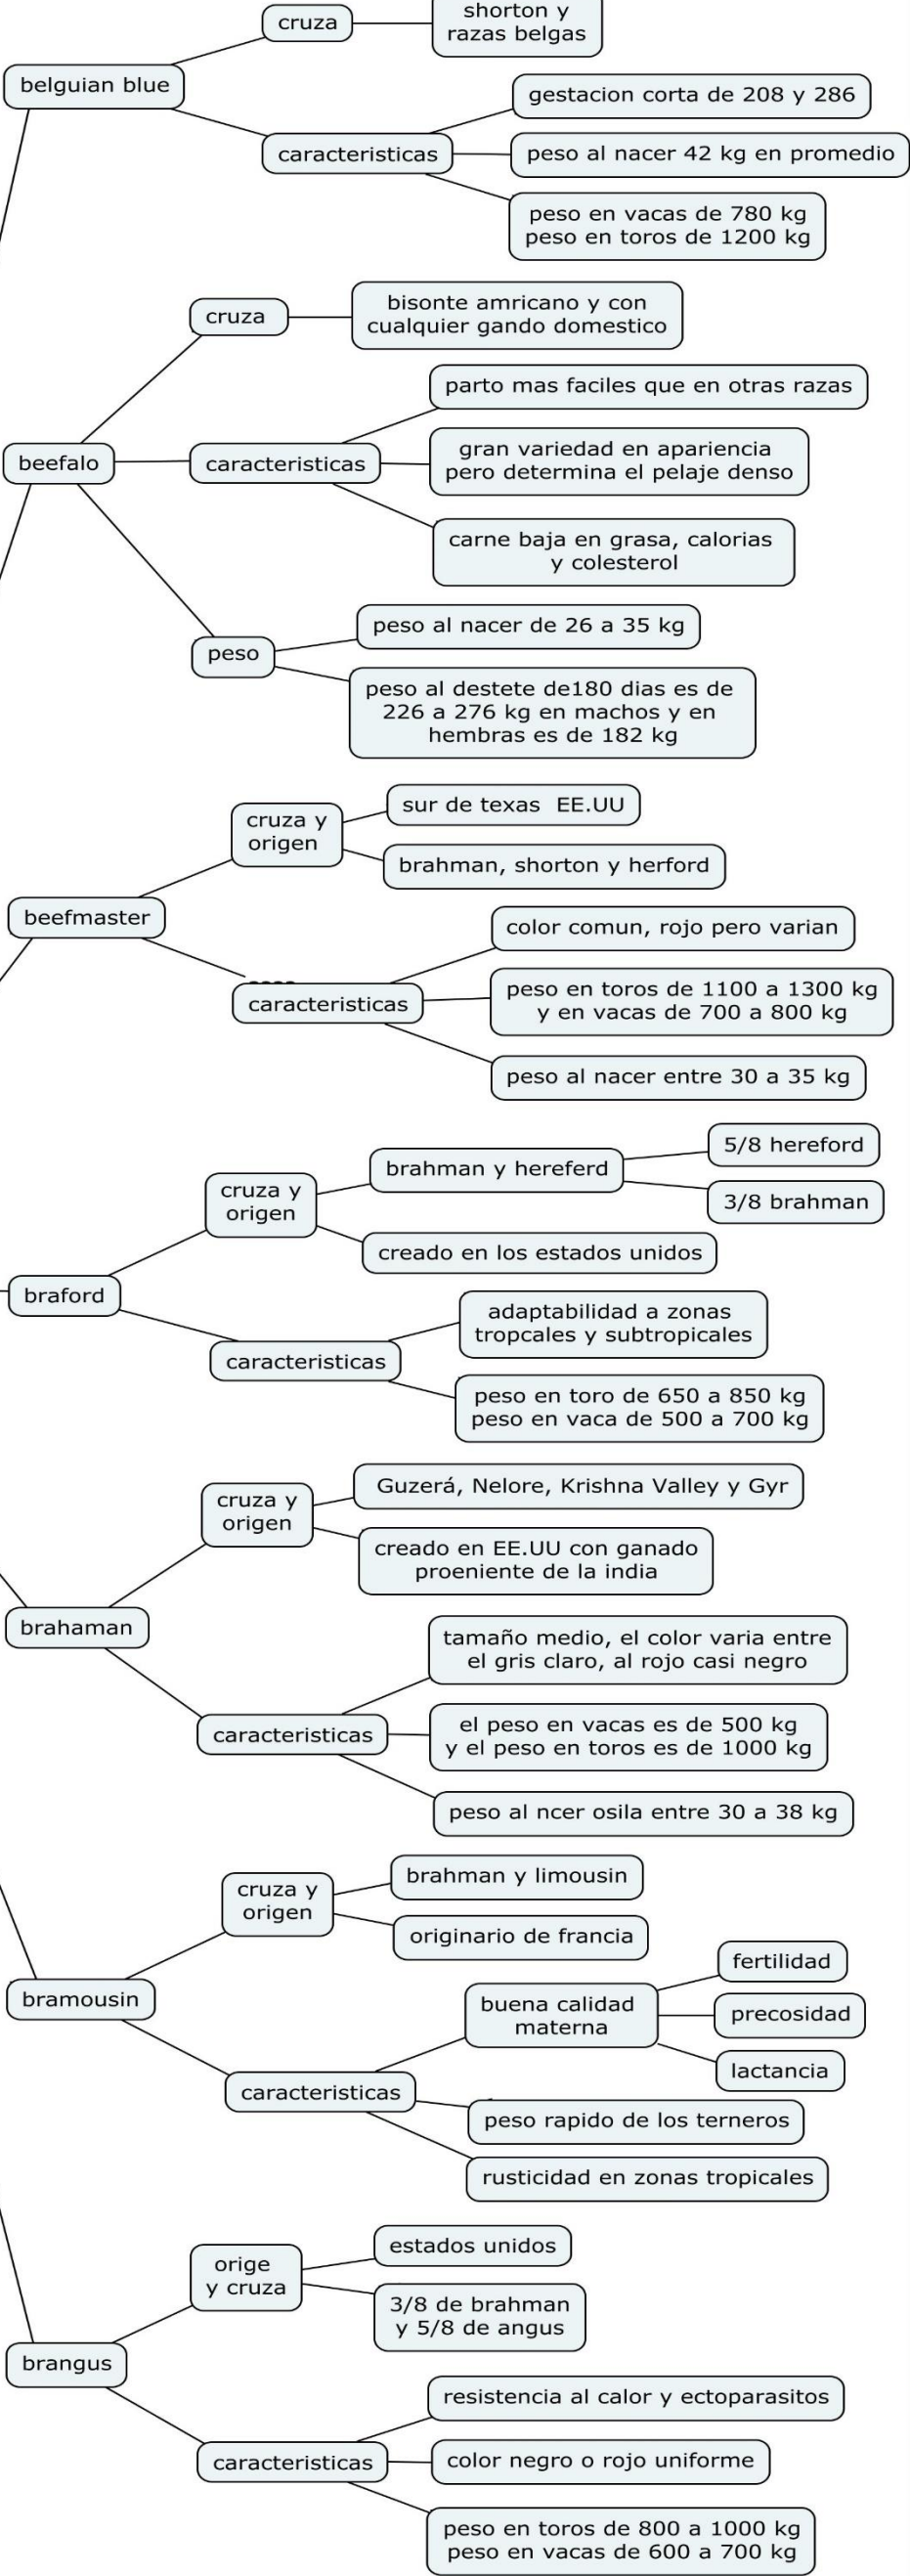 cruza
shorton y
razas belgas
belguian blue
caracteristicas
gestacion corta de 208 y 286
peso al nacer 42 kg en promedio
peso en vacas de 780 kg
peso en toros de 1200 kg
beefalo
cruza
bisonte amricano y con
cualquier gando domestico
caracteristicas
parto mas faciles que en otras razas
gran variedad en apariencia
pero determina el pelaje denso
carne baja en grasa, calorias
y colesterol
peso
peso al nacer de 26 a 35 kg
peso al destete de180 dias es de
226 a 276 kg en machos y en
hembras es de 182 kg
beefmaster
cruza y
origen
sur de texas EE.UU
brahman, shorton y herford
caracteristicas
color comun, rojo pero varian
peso en toros de 1100 a 1300 kg
y en vacas de 700 a 800 kg
peso al nacer entre 30 a 35 kg
braford
cruza y
origen
brahman y hereferd
5/8 hereford
3/8 brahman
creado en los estados unidos
caracteristicas
adaptabilidad a zonas
tropcales y subtropicales
peso en toro de 650 a 850 kg
peso en vaca de 500 a 700 kg
brahaman
cruza y
origen
Guzerá, Nelore, Krishna Valley y Gyr
creado en EE.UU con ganado
proeniente de la india
caracteristicas
tamaño medio, el color varia entre
el gris claro, al rojo casi negro
el peso en vacas es de 500 kg
y el peso en toros es de 1000 kg
peso al ncer osila entre 30 a 38 kg
bramousin
cruza y
origen
brahman y limousin
originario de francia
caracteristicas
buena calidad
materna
fertilidad
precosidad
lactancia
peso rapido de los terneros
rusticidad en zonas tropicales
brangus
orige
y cruza
estados unidos
3/8 de brahman
y 5/8 de angus
caracteristicas
resistencia al calor y ectoparasitos
color negro o rojo uniforme
peso en toros de 800 a 1000 kg
peso en vacas de 600 a 700 kg